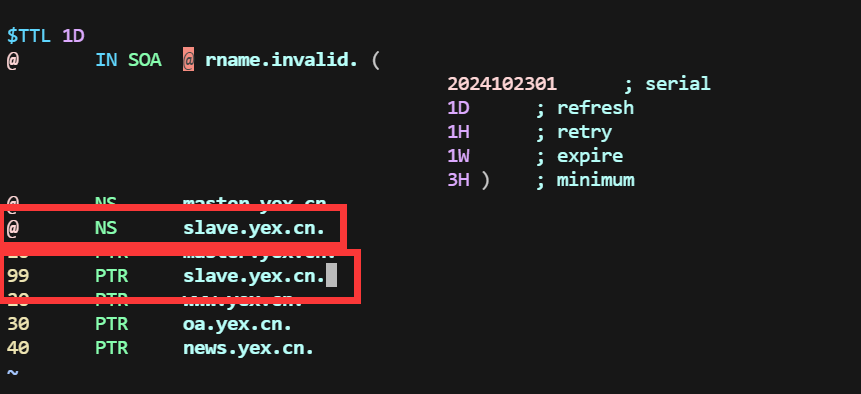 $TTL 1D
@ IN SOA @ rname.invalid. (
2024102301 ; serial
1D ; refresh
1H ; retry
1W ; expire
3H ) ; minimum
@ NS master.yex.cn.
@ NS slave.yex.cn.
PTR master.yex.cn.
99 PTR slave.yex.cn.
20 PTR www.yex.cn.
30 PTR oa.yex.cn.
40 PTR news.yex.cn.
~